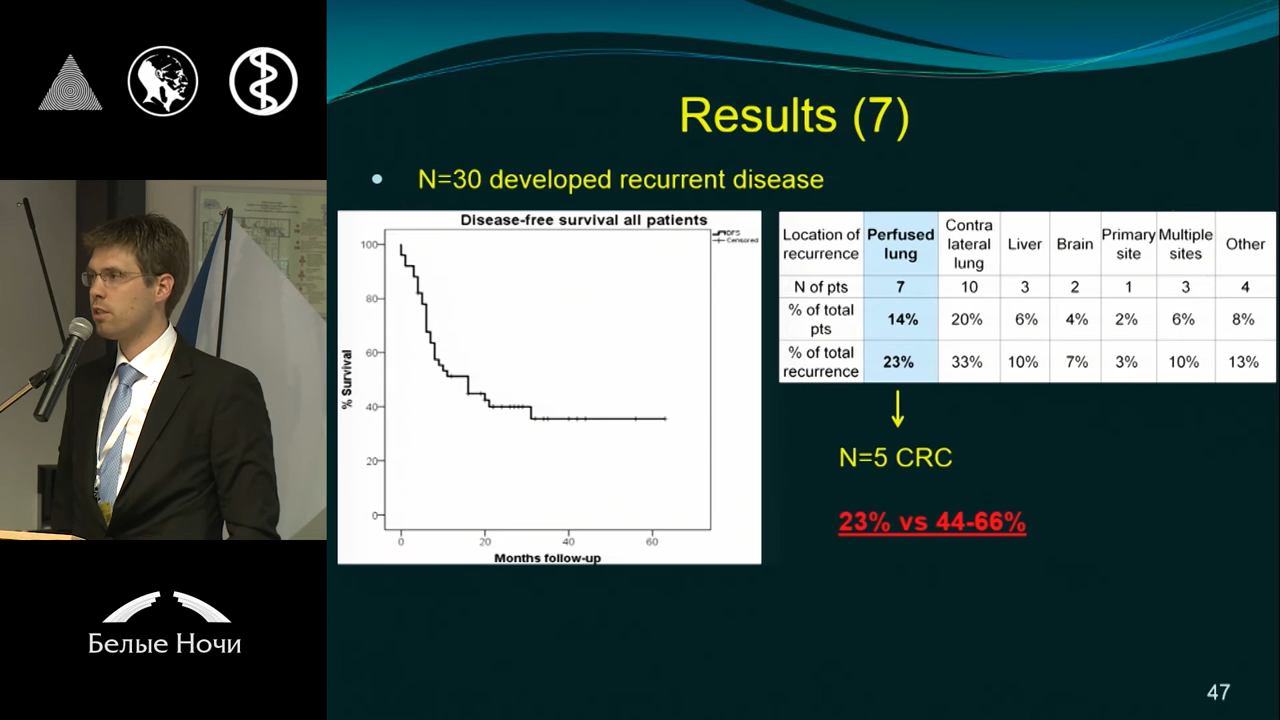 Results (7)
N=30 developed recurrent disease
Disease-free survival all patients
DFS
Censored
% Survival
100
80
60
40
20
0
0 20 40 60
Months follow-up
Location of recurrence Perfused lung Contra lateral lung Liver Brain Primary site Multiple sites Other
N of pts 7 10 3 2 1 3 4
% of total pts 14% 20% 6% 4% 2% 6% 8%
% of total recurrence 23% 33% 10% 7% 3% 10% 13%
N=5 CRC
23% vs 44-66%
Белые Ночи
47